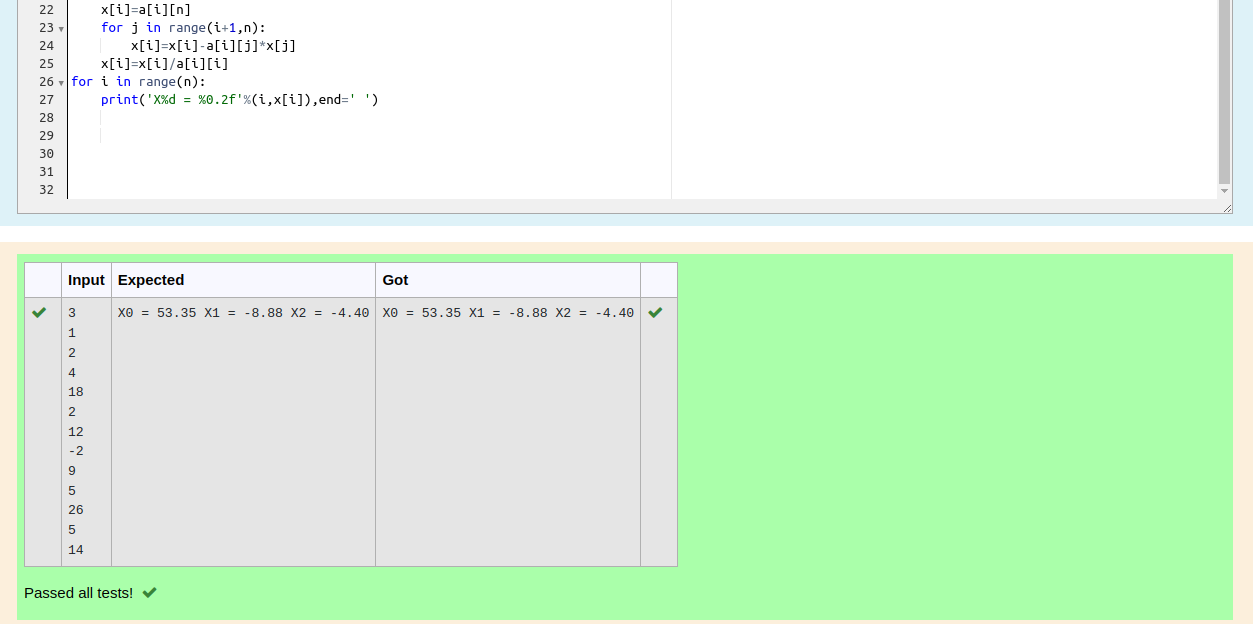 22 x[i]=a[i][n]
23 for j in range(i+1,n):
24 x[i]=x[i]-a[i][j]*x[j]
25 x[i]=x[i]/a[i][i]
26 for i in range(n):
27 print('X%d = %0.2f'%(i,x[i]),end=' ')
28
29
30
31
32
Input Expected Got
3 X0 = 53.35 X1 = -8.88 X2 = -4.40 X0 = 53.35 X1 = -8.88 X2 = -4.40
1
2
4
18
2
12
-2
9
5
26
5
14
Passed all tests!